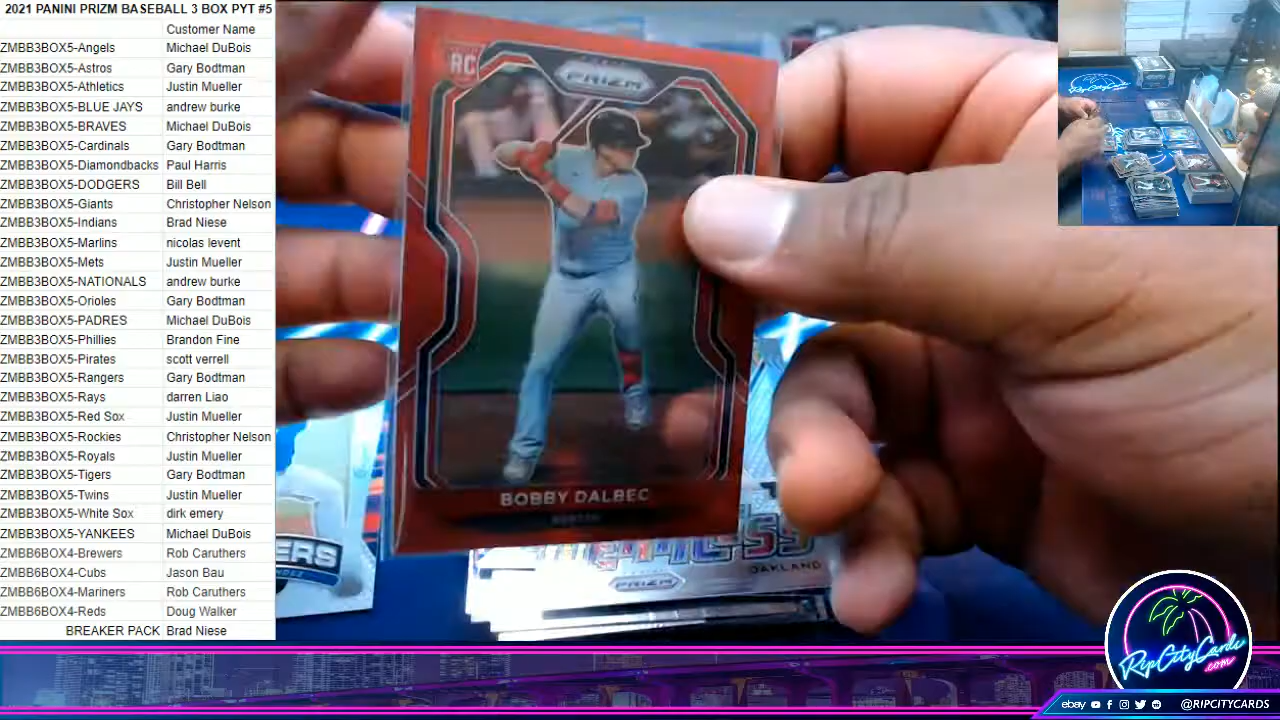 2021 PANINI PRIZM BASEBALL 3 BOX PYT #5
Customer Name
ZMBB3BOX5-Angels Michael DuBois
ZMBB3BOX5-Astros Gary Bodtman
ZMBB3BOX5-Athletics Justin Mueller
ZMBB3BOX5-BLUE JAYS andrew burke
ZMBB3BOX5-BRAVES Michael DuBois
ZMBB3BOX5-Cardinals Gary Bodtman
ZMBB3BOX5-Diamondbacks Paul Harris
ZMBB3BOX5-DODGERS Bill Bell
ZMBB3BOX5-Giants Christopher Nelson
ZMBB3BOX5-Indians Brad Niese
ZMBB3BOX5-Marlins nicolas levent
ZMBB3BOX5-Mets Justin Mueller
ZMBB3BOX5-NATIONALS andrew burke
ZMBB3BOX5-Orioles Gary Bodtman
ZMBB3BOX5-PADRES Michael DuBois
ZMBB3BOX5-Phillies Brandon Fine
ZMBB3BOX5-Pirates scott verrell
ZMBB3BOX5-Rangers Gary Bodtman
ZMBB3BOX5-Rays darren Liao
ZMBB3BOX5-Red Sox Justin Mueller
ZMBB3BOX5-Rockies Christopher Nelson
ZMBB3BOX5-Royals Justin Mueller
ZMBB3BOX5-Tigers Gary Bodtman
ZMBB3BOX5-Twins Justin Mueller
ZMBB3BOX5-White Sox dirk emery
ZMBB3BOX5-YANKEES Michael DuBois
ZMBB6BOX4-Brewers Rob Caruthers
ZMBB6BOX4-Cubs Jason Bau
ZMBB6BOX4-Mariners Rob Caruthers
ZMBB6BOX4-Reds Doug Walker
BREAKER PACK Brad Niese
RC
PRIZM
BOBBY DALBEC
BOSTON
ERS
OAKLAND
PRIZM
RipCityCards
RipCityCards
.com
ebay @RIPCITYCARDS